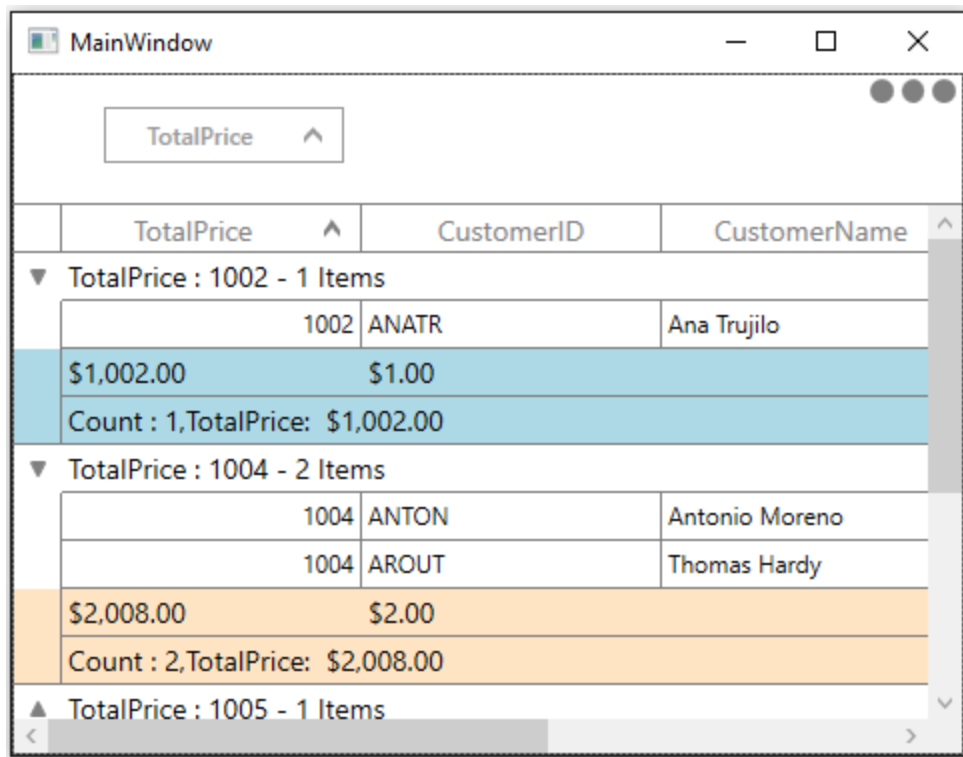 MainWindow
TotalPrice
TotalPrice CustomerID CustomerName
TotalPrice : 1002 - 1 Items
1002 ANATR Ana Trujilo
$1,002.00 $1.00
Count : 1,TotalPrice:  $1,002.00
TotalPrice : 1004 - 2 Items
1004 ANTON Antonio Moreno
1004 AROUT Thomas Hardy
$2,008.00 $2.00
Count : 2,TotalPrice:  $2,008.00
TotalPrice : 1005 - 1 Items